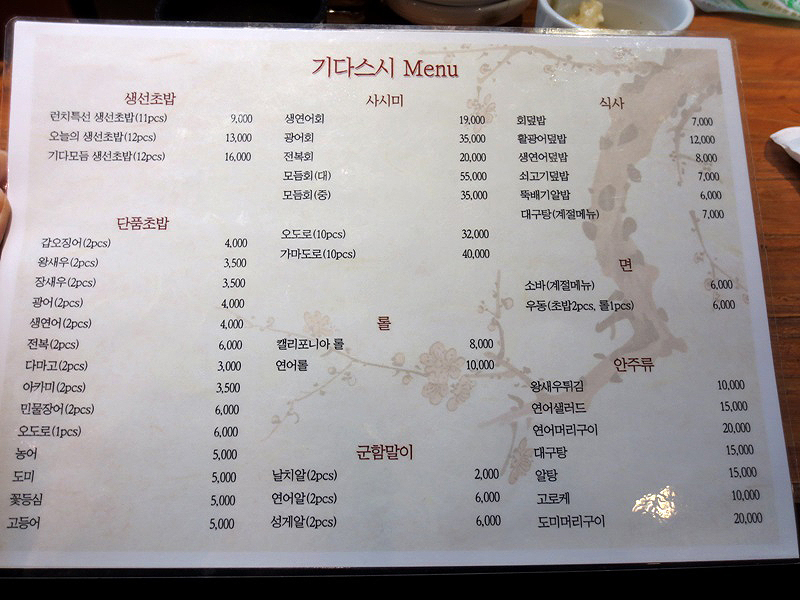 기다스시 Menu
생선초밥
런치특선 생선초밥(11pcs) 9,000
오늘의 생선초밥(12pcs) 13,000
기다모듬 생선초밥(12pcs) 16,000
단품초밥
갑오징어(2pcs) 4,000
왕새우(2pcs) 3,500
장새우(2pcs) 3,500
광어(2pcs) 4,000
생연어(2pcs) 4,000
전복(2pcs) 6,000
다마고(2pcs) 3,000
아카미(2pcs) 3,500
민물장어(2pcs) 6,000
오도로(1pcs) 6,000
농어 5,000
도미 5,000
꽃등심 5,000
고등어 5,000
사시미
생연어회 19,000
광어회 35,000
전복회 20,000
모듬회(대) 55,000
모듬회(중) 35,000
오도로(10pcs) 32,000
가마도로(10pcs) 40,000
롤
캘리포니아 롤 8,000
연어롤 10,000
군함말이
날치알(2pcs) 2,000
연어알(2pcs) 6,000
성게알(2pcs) 6,000
식사
회덮밥 7,000
활광어덮밥 12,000
생연어덮밥 8,000
쇠고기덮밥 7,000
뚝배기알밥 6,000
대구탕(계절메뉴) 7,000
면
소바(계절메뉴) 6,000
우동(초밥2pcs, 롤1pcs) 6,000
안주류
왕새우튀김 10,000
연어샐러드 15,000
연어머리구이 20,000
대구탕 15,000
알탕 15,000
고로케 10,000
도미머리구이 20,000